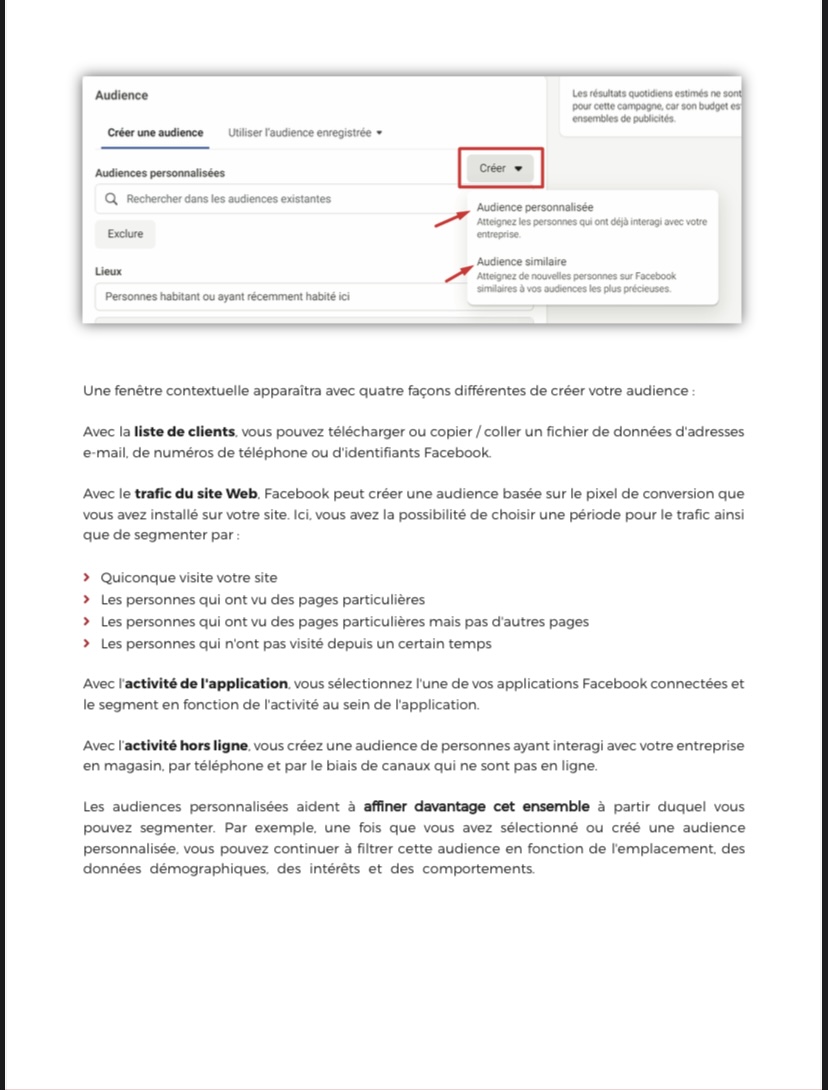 Audience
Les résultats quotidiens estimés ne sont
pour cette campagne, car son budget es
ensembles de publicités.
Créer une audience
Utiliser l'audience enregistrée
Audiences personnalisées
Créer
Rechercher dans les audiences existantes
Exclure
Audience personnalisée
Atteignez les personnes qui ont déjà interagi avec votre
entreprise.
Audience similaire
Atteignez de nouvelles personnes sur Facebook
similaires à vos audiences les plus précieuses.
Lieux
Personnes habitant ou ayant récemment habité ici
Une fenêtre contextuelle apparaîtra avec quatre façons différentes de créer votre audience :
Avec la liste de clients, vous pouvez télécharger ou copier / coller un fichier de données d'adresses
e-mail, de numéros de téléphone ou d'identifiants Facebook.
Avec le trafic du site Web, Facebook peut créer une audience basée sur le pixel de conversion que
vous avez installé sur votre site. Ici, vous avez la possibilité de choisir une période pour le trafic ainsi
que de segmenter par :
Quiconque visite votre site
Les personnes qui ont vu des pages particulières
Les personnes qui ont vu des pages particulières mais pas d'autres pages
Les personnes qui n'ont pas visité depuis un certain temps
Avec l'activité de l'application, vous sélectionnez l'une de vos applications Facebook connectées et
le segment en fonction de l'activité au sein de l'application.
Avec l'activité hors ligne, vous créez une audience de personnes ayant interagi avec votre entreprise
en magasin, par téléphone et par le biais de canaux qui ne sont pas en ligne.
Les audiences personnalisées aident à affiner davantage cet ensemble à partir duquel vous
pouvez segmenter. Par exemple, une fois que vous avez sélectionné ou créé une audience
personnalisée, vous pouvez continuer à filtrer cette audience en fonction de l'emplacement, des
données démographiques, des intérêts et des comportements.